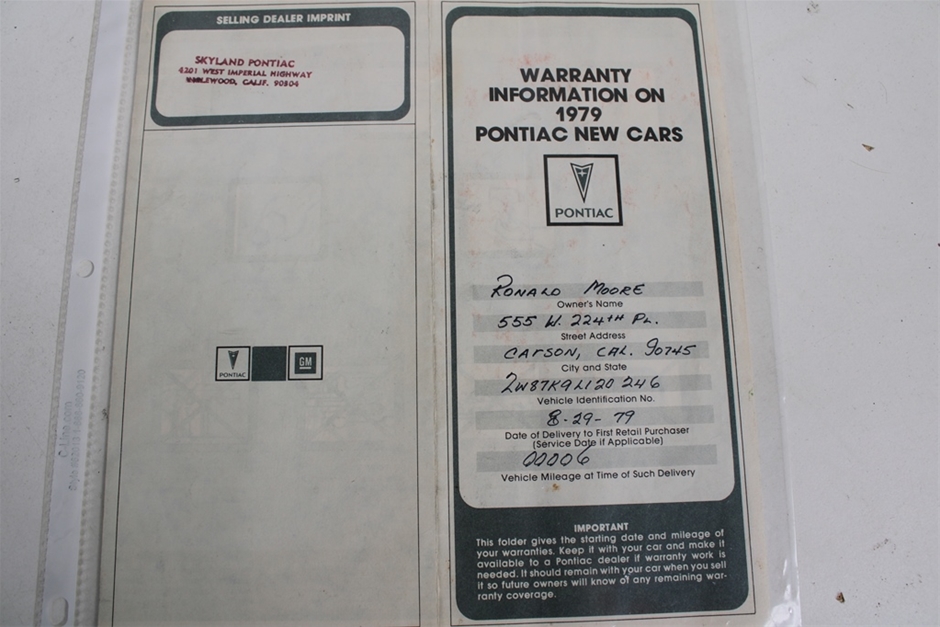 SELLING DEALER IMPRINT
SKYLAND PONTIAC
4201 WEST IMPERIAL HIGHWAY
INGLEWOOD, CALIF. 90304
PONTIAC
GM
WARRANTY
INFORMATION ON
1979
PONTIAC NEW CARS
PONTIAC
RONALD MOORE
Owner's Name
555 W. 224TH PL.
Street Address
CARSON, CAL. 90745
City and State
2W87K9L120246
Vehicle Identification No.
8-29-79
Date of Delivery to First Retail Purchaser
(Service Date if Applicable)
00006
Vehicle Mileage at Time of Such Delivery
IMPORTANT
This folder gives the starting date and mileage of
your warranties. Keep it with your car and make it
available to a Pontiac dealer if warranty work is
needed. It should remain with your car when you sell
it so future owners will know of any remaining war-
ranty coverage.